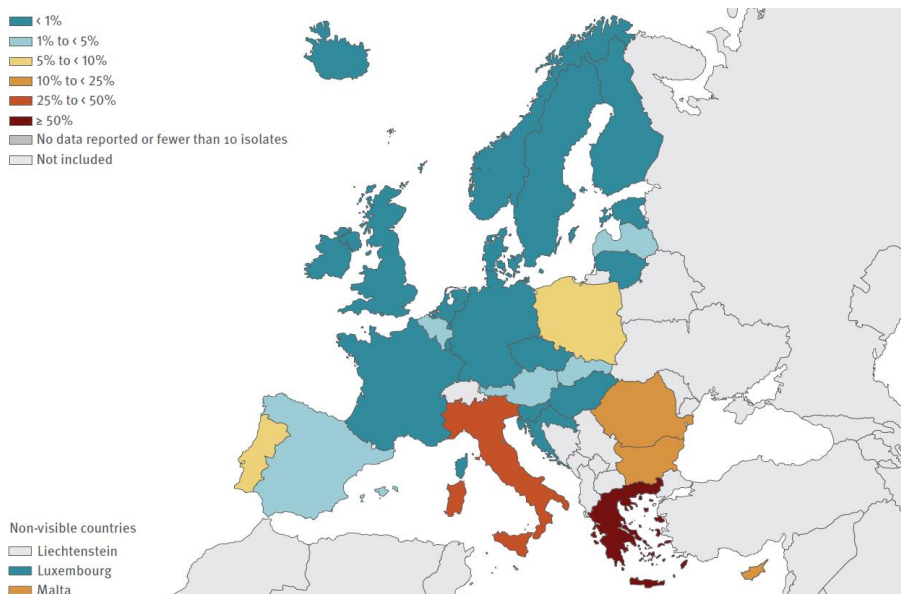 < 1%
1% to < 5%
5% to < 10%
10% to < 25%
25% to < 50%
≥ 50%
No data reported or fewer than 10 isolates
Not included
Non-visible countries
Liechtenstein
Luxembourg
Malta